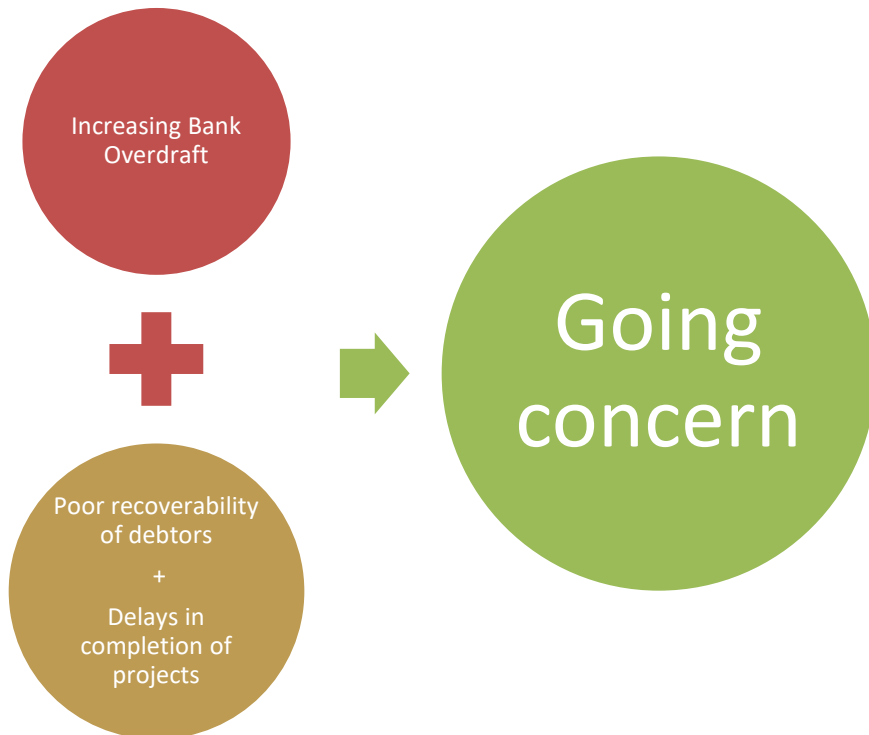 Increasing Bank
Overdraft
Poor recoverability
of debtors
+
Delays in
completion of
projects
Going
concern